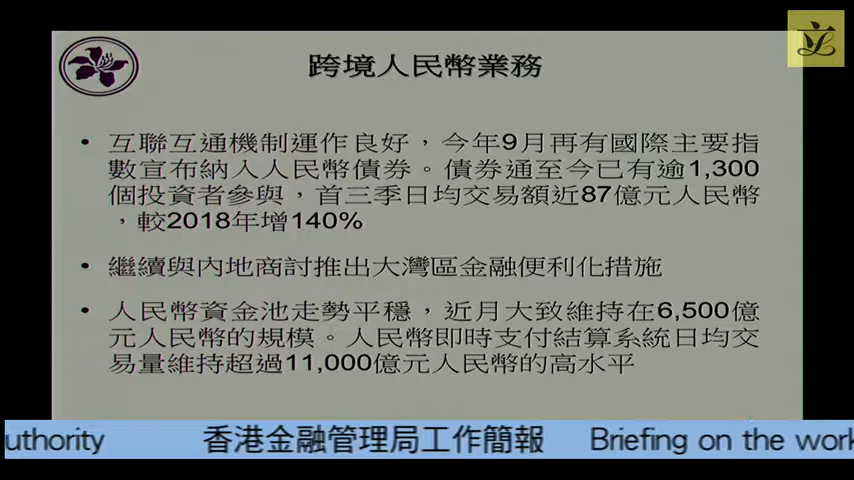 跨境人民幣業務
• 互聯互通機制運作良好，今年9月再有國際主要指
數宣布納入人民幣債券。債券通至今已有逾1,300
個投資者參與，首三季日均交易額近87億元人民幣
，較2018年增140%
• 繼續與內地商討推出大灣區金融便利化措施
• 人民幣資金池走勢平穩，近月大致維持在6,500億
元人民幣的規模。人民幣即時支付結算系統日均交
易量維持超過11,000億元人民幣的高水平
uthority 香港金融管理局工作簡報 Briefing on the work